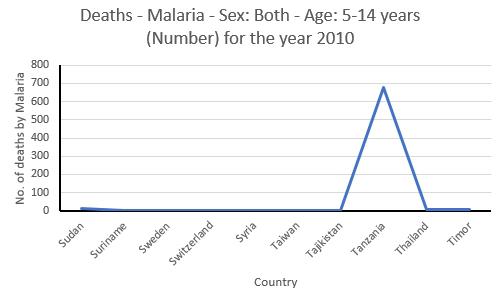 Deaths - Malaria - Sex: Both - Age: 5-14 years
(Number) for the year 2010
No. of deaths by Malaria
800
700
600
500
400
300
200
100
0
Sudan
Suriname
Sweden
Switzerland
Syria
Taiwan
Tajikistan
Tanzania
Thailand
Timor
Country